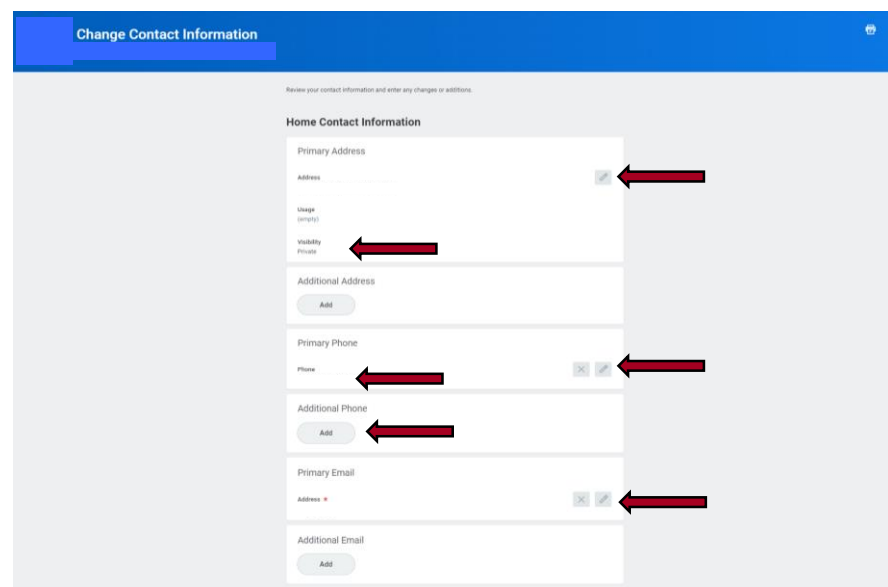 Change Contact Information
Review your contact information and enter any changes or additions.
Home Contact Information
Primary Address
Address
Usage
(empty)
Visibility
Private
Additional Address
Add
Primary Phone
Phone
Additional Phone
Add
Primary Email
Address *
Additional Email
Add